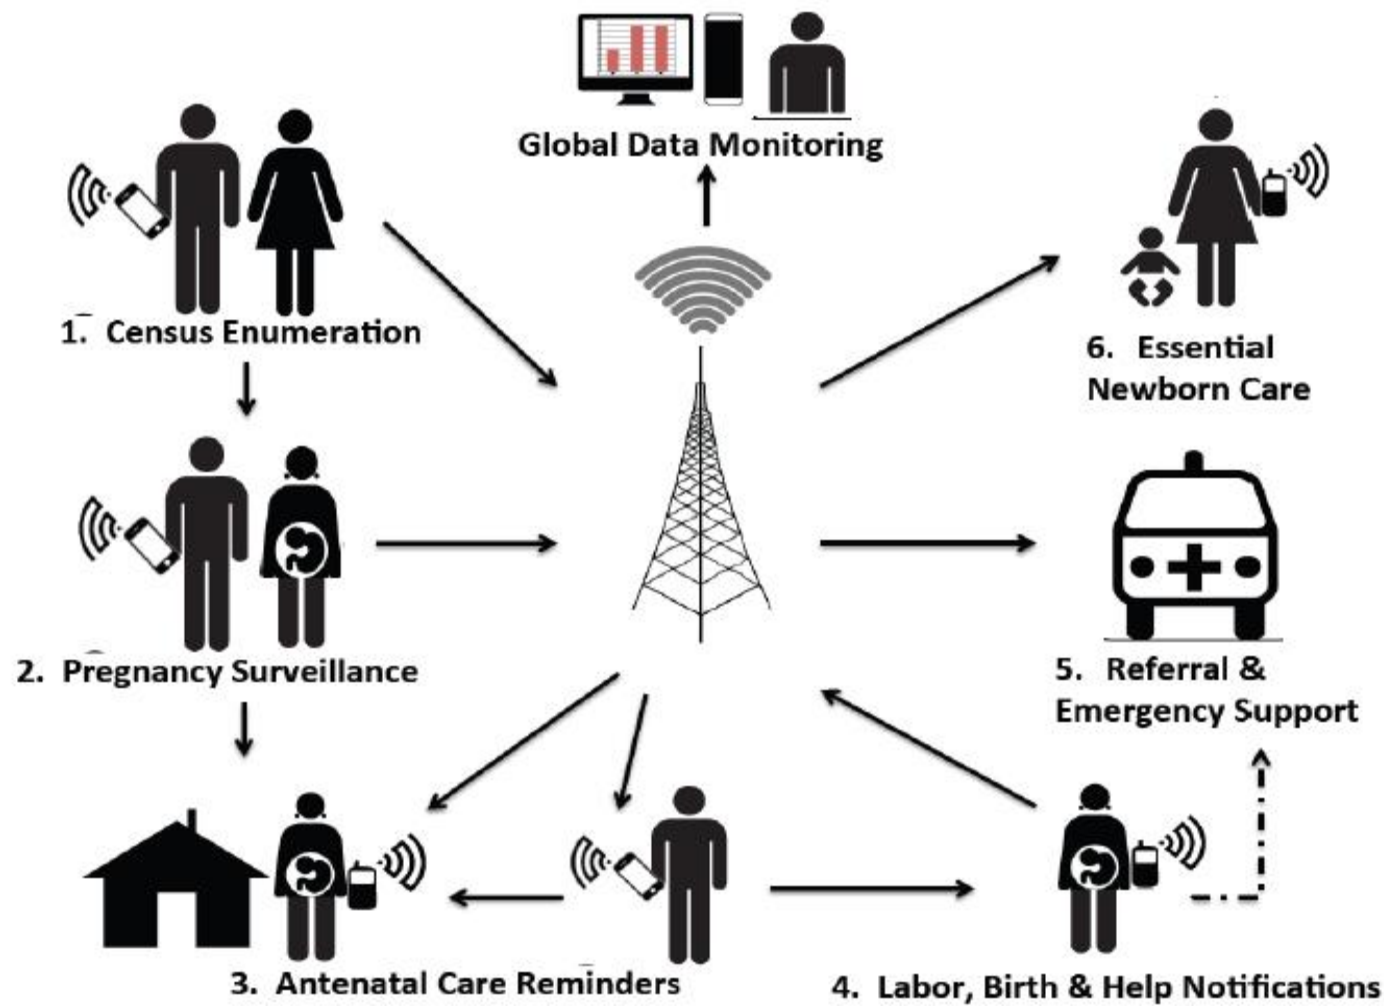 Global Data Monitoring
1. Census Enumeration
6. Essential
Newborn Care
2. Pregnancy Surveillance
5. Referral &
Emergency Support
3. Antenatal Care Reminders
4. Labor, Birth & Help Notifications